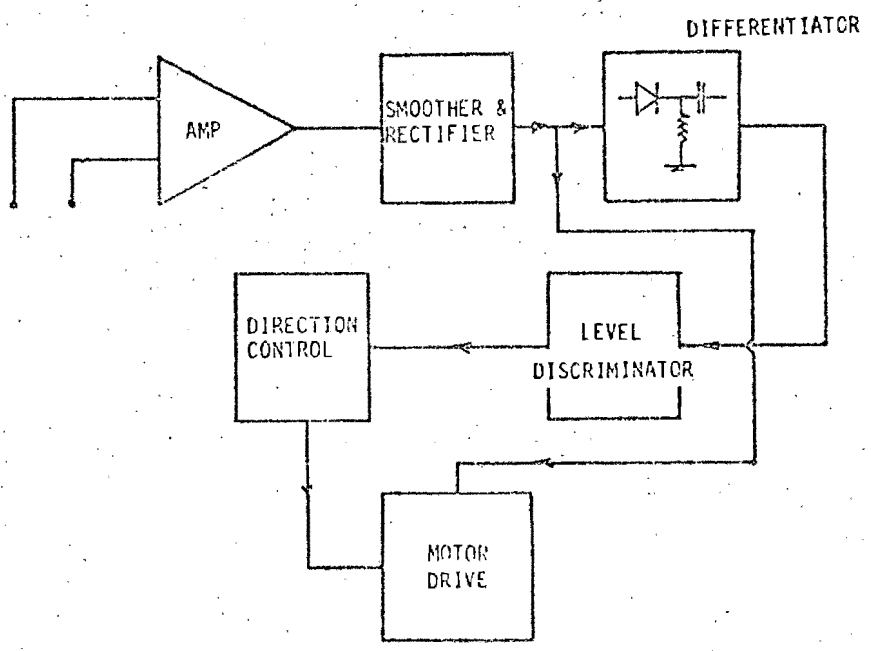 DIFFERENTIATOR
AMP
SMOOTHER &
RECTIFIER
DIRECTION
CONTROL
LEVEL
DISCRIMINATOR
MOTOR
DRIVE